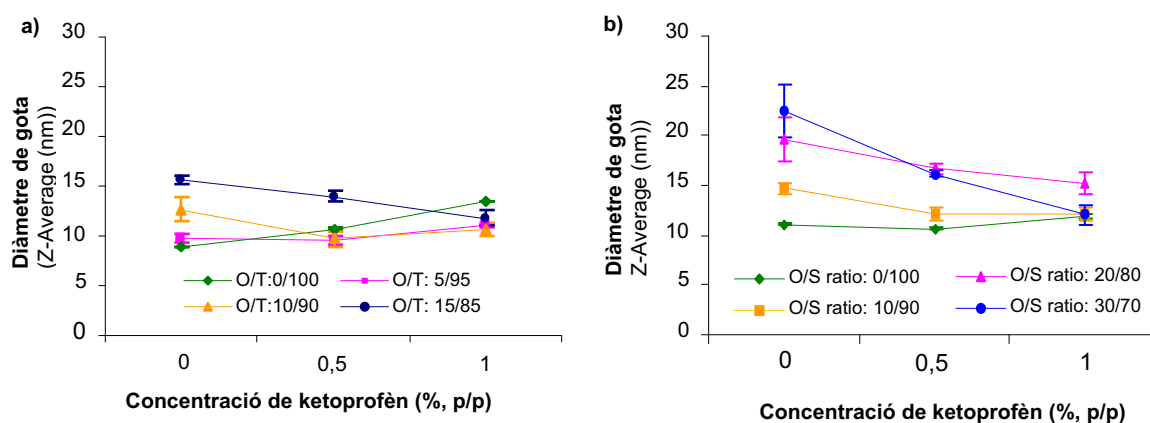 a)
Diàmetre de gota
(Z-Average (nm))
30
25
20
15
10
5
0
O/T:0/100
O/T: 5/95
O/T:10/90
O/T: 15/85
0
0,5
1
Concentració de ketoprofèn (%, p/p)
b)
Diàmetre de gota
Z-Average (nm))
30
25
20
15
10
5
0
O/S ratio: 0/100
O/S ratio: 20/80
O/S ratio: 10/90
O/S ratio: 30/70
0
0,5
1
Concentració de ketoprofèn (%, p/p)